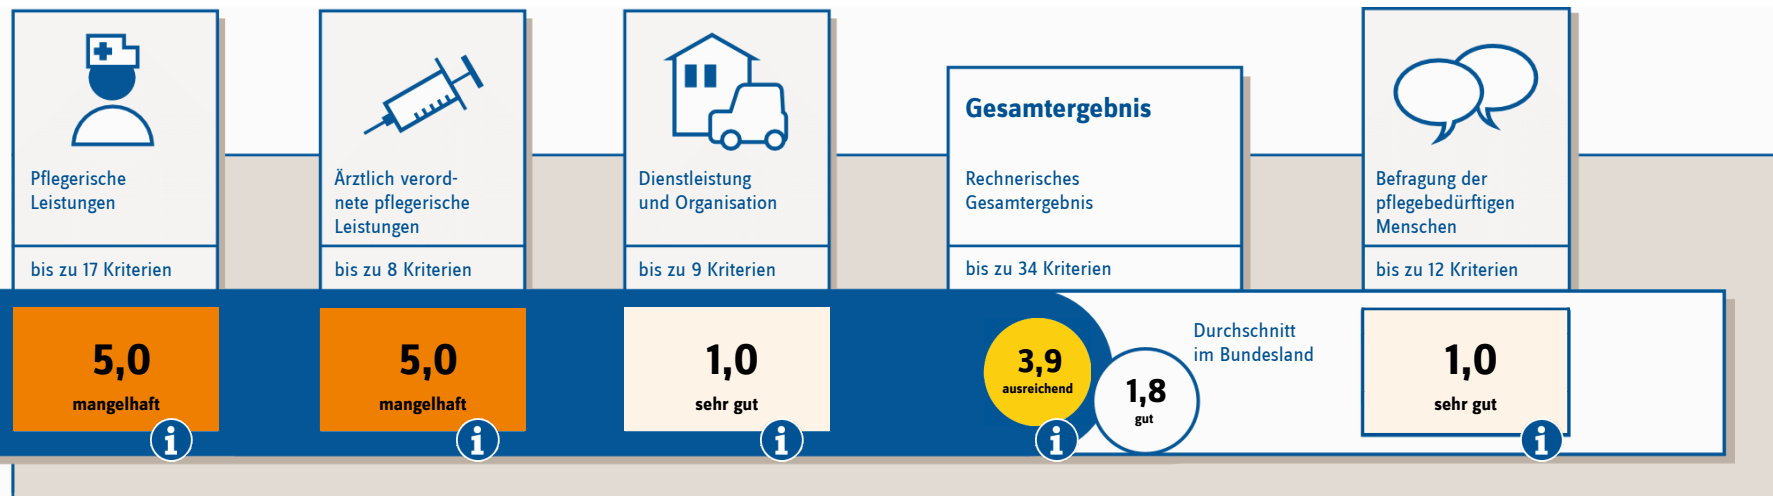 Pflegerische
Leistungen
bis zu 17 Kriterien
5,0
mangelhaft
i
Ärztlich verord-
nete pflegerische
Leistungen
bis zu 8 Kriterien
5,0
mangelhaft
i
Dienstleistung
und Organisation
bis zu 9 Kriterien
1,0
sehr gut
i
Gesamtergebnis
Rechnerisches
Gesamtergebnis
bis zu 34 Kriterien
3,9
ausreichend
i
1,8
gut
Durchschnitt
im Bundesland
Befragung der
pflegebedürftigen
Menschen
bis zu 12 Kriterien
1,0
sehr gut
i